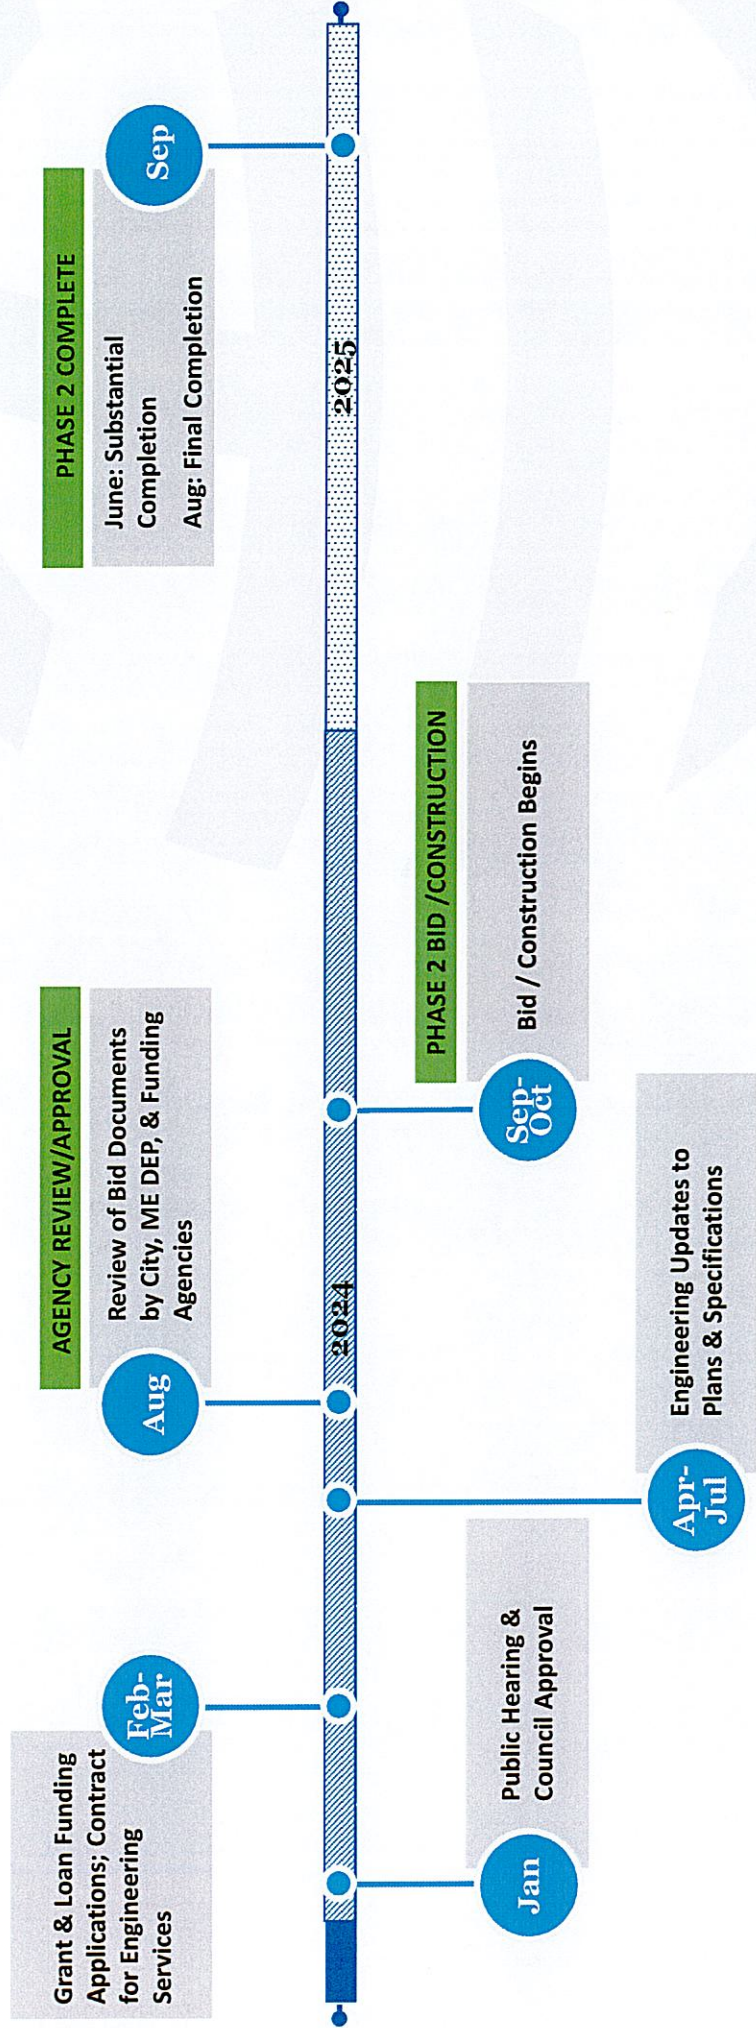 Grant & Loan Funding
Applications; Contract
for Engineering
Services
Feb-
Mar
AGENCY REVIEW/APPROVAL
Aug
Review of Bid Documents
by City, ME DEP, & Funding
Agencies
PHASE 2 COMPLETE
June: Substantial
Completion
Aug: Final Completion
Sep
2024
2025
Jan
Public Hearing &
Council Approval
Apr-
Jul
Engineering Updates to
Plans & Specifications
PHASE 2 BID /CONSTRUCTION
Sep-
Oct
Bid / Construction Begins